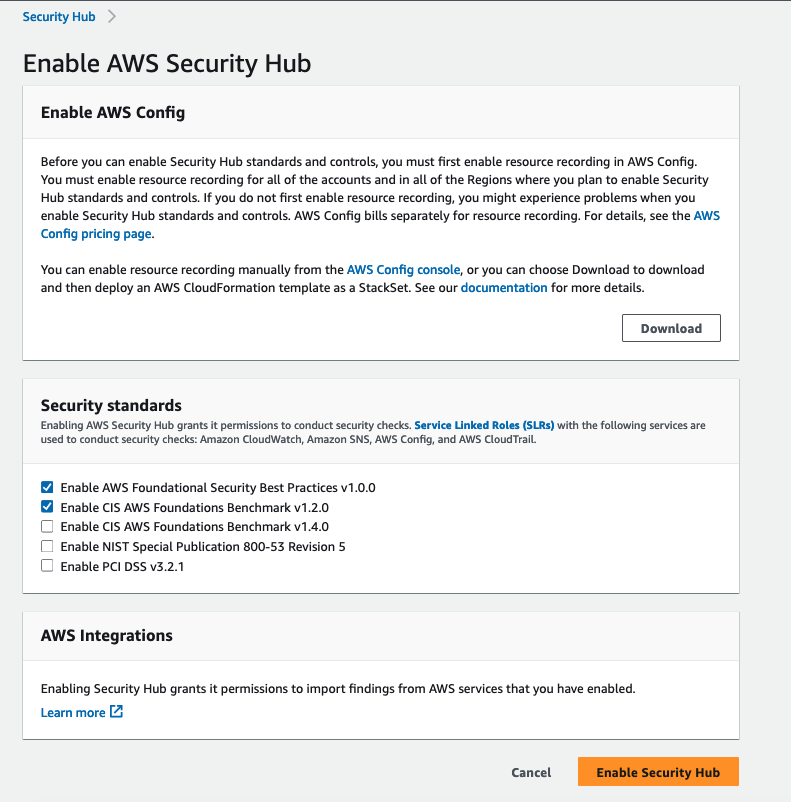 Security Hub
Enable AWS Security Hub
Enable AWS Config
Before you can enable Security Hub standards and controls, you must first enable resource recording in AWS Config.
You must enable resource recording for all of the accounts and in all of the Regions where you plan to enable Security
Hub standards and controls. If you do not first enable resource recording, you might experience problems when you
enable Security Hub standards and controls. AWS Config bills separately for resource recording. For details, see the AWS
Config pricing page.
You can enable resource recording manually from the AWS Config console, or you can choose Download to download
and then deploy an AWS CloudFormation template as a StackSet. See our documentation for more details.
Download
Security standards
Enabling AWS Security Hub grants it permissions to conduct security checks. Service Linked Roles (SLRs) with the following services are
used to conduct security checks: Amazon CloudWatch, Amazon SNS, AWS Config, and AWS CloudTrail.
Enable AWS Foundational Security Best Practices v1.0.0
Enable CIS AWS Foundations Benchmark v1.2.0
Enable CIS AWS Foundations Benchmark v1.4.0
Enable NIST Special Publication 800-53 Revision 5
Enable PCI DSS v3.2.1
AWS Integrations
Enabling Security Hub grants it permissions to import findings from AWS services that you have enabled.
Learn more
Cancel
Enable Security Hub